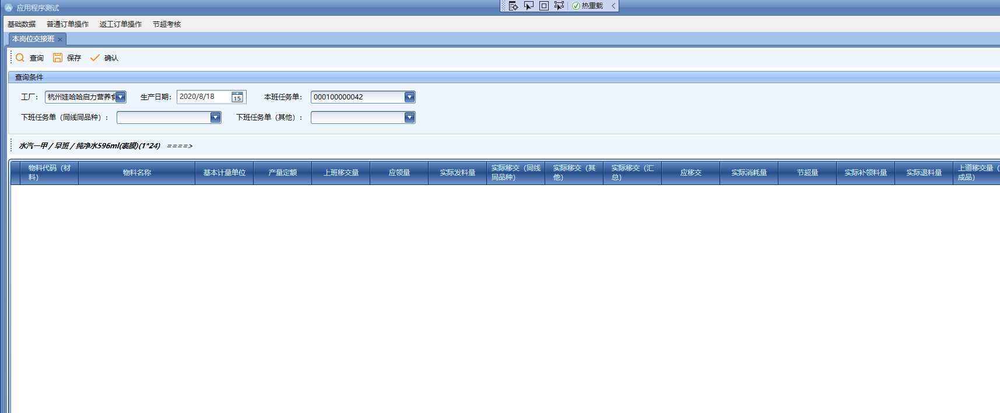 应用程序测试
热重载
基础数据 普通订单操作 返工订单操作 节超考核
本岗位交接班
查询 保存 确认
查询条件
工厂： 杭州娃哈哈启力营养食 生产日期： 2020/8/18 15 本班任务单： 000100000042
下班任务单（同线同品种）： 下班任务单（其他）：
水汽一甲 / 早班 / 纯净水596ml(裹膜)(1*24) ====>
物料代码（材料） 物料名称 基本计量单位 产量定额 上班移交量 应领量 实际发料量 实际移交（同线同品种） 实际移交（其他） 实际移交（汇总） 应移交 实际消耗量 节超量 实际补领料量 实际退料量 上道移交量（成品）